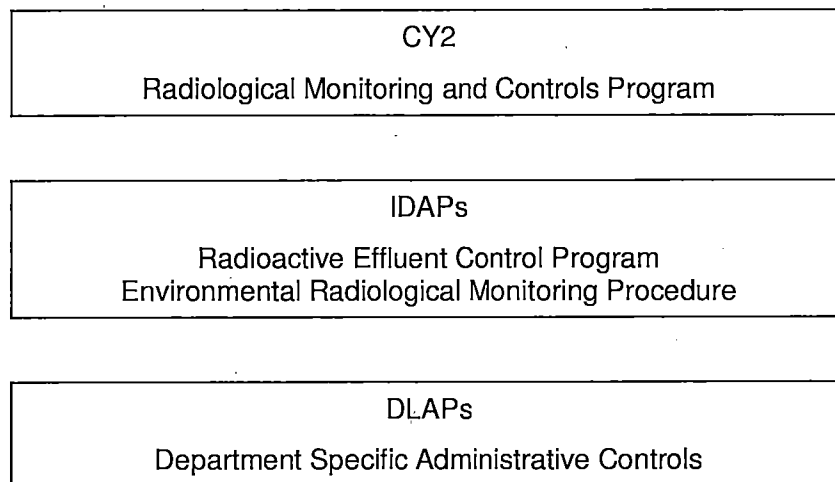 CY2
Radiological Monitoring and Controls Program
IDAPs
Radioactive Effluent Control Program
Environmental Radiological Monitoring Procedure
DLAPs
Department Specific Administrative Controls